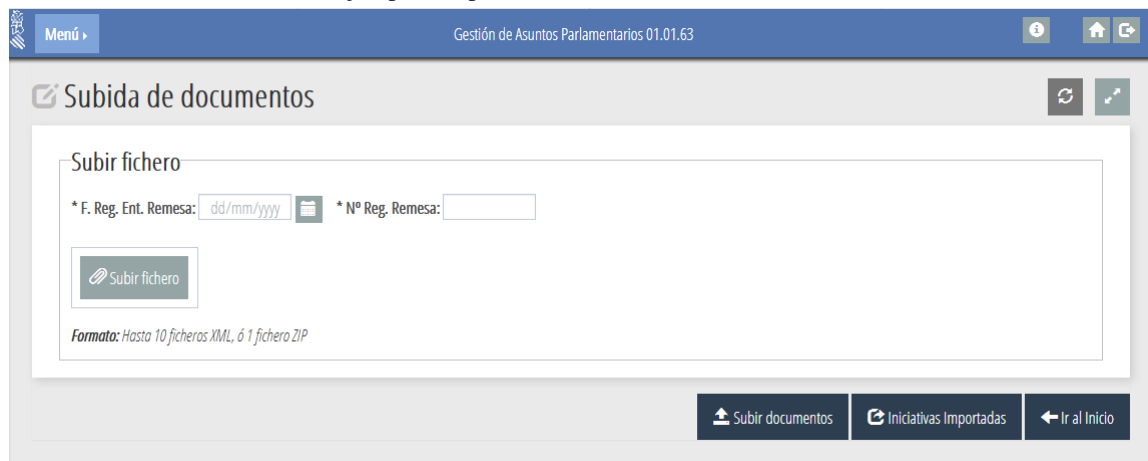 Menú
Gestión de Asuntos Parlamentarios 01.01.63
Subida de documentos
Subir fichero
* F. Reg. Ent. Remesa: dd/mm/yyyy * Nº Reg. Remesa:
Subir fichero
Formato: Hasta 10 ficheros XML, ó 1 fichero ZIP
Subir documentos Iniciativas Importadas Ir al Inicio